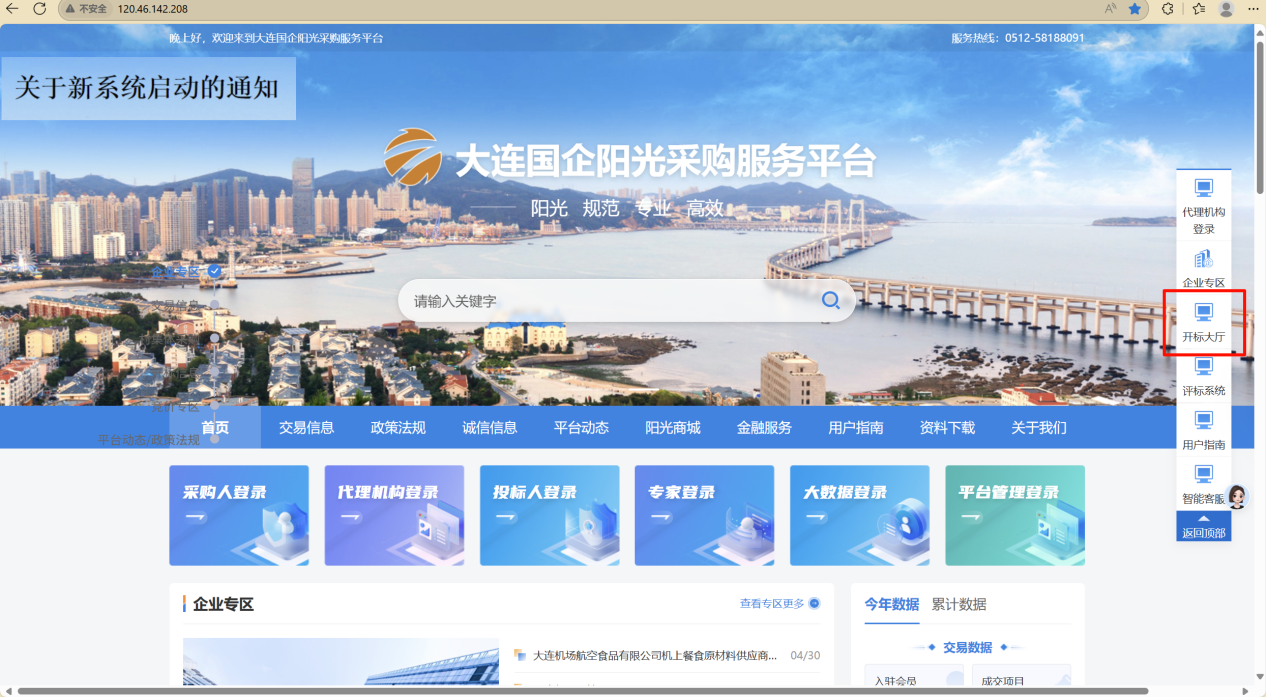 不安全 120.46.142.208
晚上好，欢迎来到大连国企阳光采购服务平台
服务热线：0512-58188091
关于新系统启动的通知
大连国企阳光采购服务平台
阳光 规范 专业 高效
请输入关键字
企业专区
交易信息
竞价专区
平台动态/政策法规
代理机构
登录
企业专区
开标大厅
评标系统
用户指南
智能客服
返回顶部
首页 交易信息 政策法规 诚信信息 平台动态 阳光商城 金融服务 用户指南 资料下载 关于我们
采购人登录 代理机构登录 投标人登录 专家登录 大数据登录 平台管理登录
企业专区
查看专区更多
大连机场航空食品有限公司机上餐食原材料供应商... 04/30
今年数据 累计数据
交易数据
入驻会员 成交项目